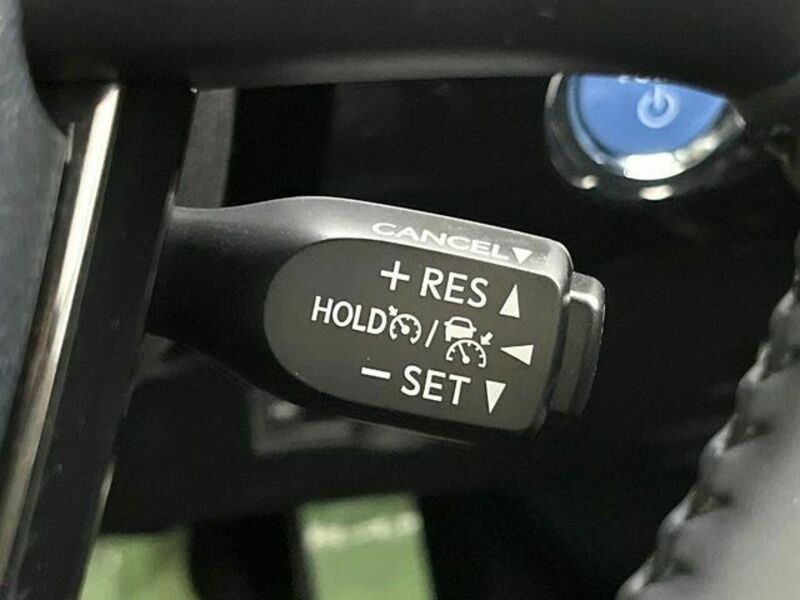 CANCEL▼
+ RES ▲
HOLD / ◀
− SET ▼